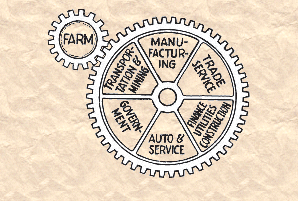 FARM
MANU-
FACTUR-
ING
TRADE
SERVICE
FINANCE
UTILITIES
CONSTRUCTION
AUTO &
SERVICE
GOVERN-
MENT
TRANSPOR-
TATION &
MINING